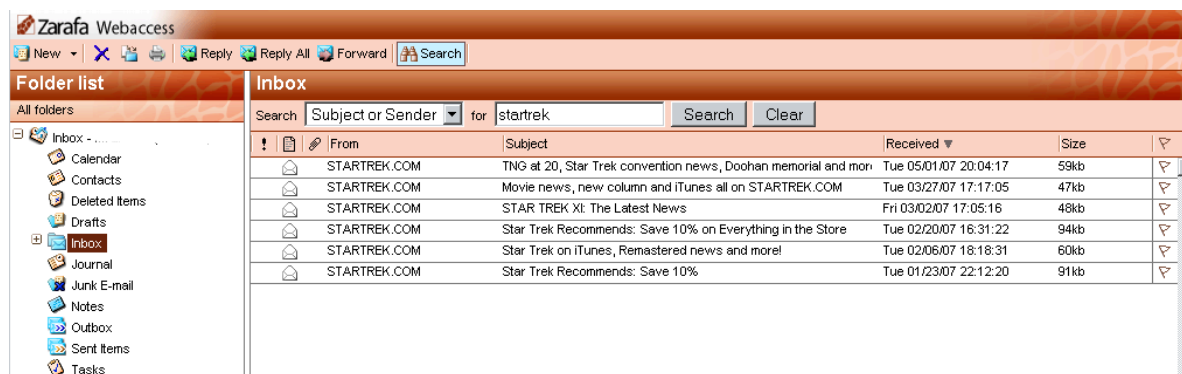 Zarafa Webaccess
New Reply Reply All Forward Search
Folder list Inbox
All folders
Search Subject or Sender for startrek Search Clear
Inbox -
Calendar
Contacts
Deleted Items
Drafts
Inbox
Journal
Junk E-mail
Notes
Outbox
Sent Items
Tasks
! From Subject Received Size
STARTREK.COM TNG at 20, Star Trek convention news, Doohan memorial and mor Tue 05/01/07 20:04:17 59kb
STARTREK.COM Movie news, new column and iTunes all on STARTREK.COM Tue 03/27/07 17:17:05 47kb
STARTREK.COM STAR TREK XI: The Latest News Fri 03/02/07 17:05:16 48kb
STARTREK.COM Star Trek Recommends: Save 10% on Everything in the Store Tue 02/20/07 16:31:22 94kb
STARTREK.COM Star Trek on iTunes, Remastered news and more! Tue 02/06/07 18:18:31 60kb
STARTREK.COM Star Trek Recommends: Save 10% Tue 01/23/07 22:12:20 91kb